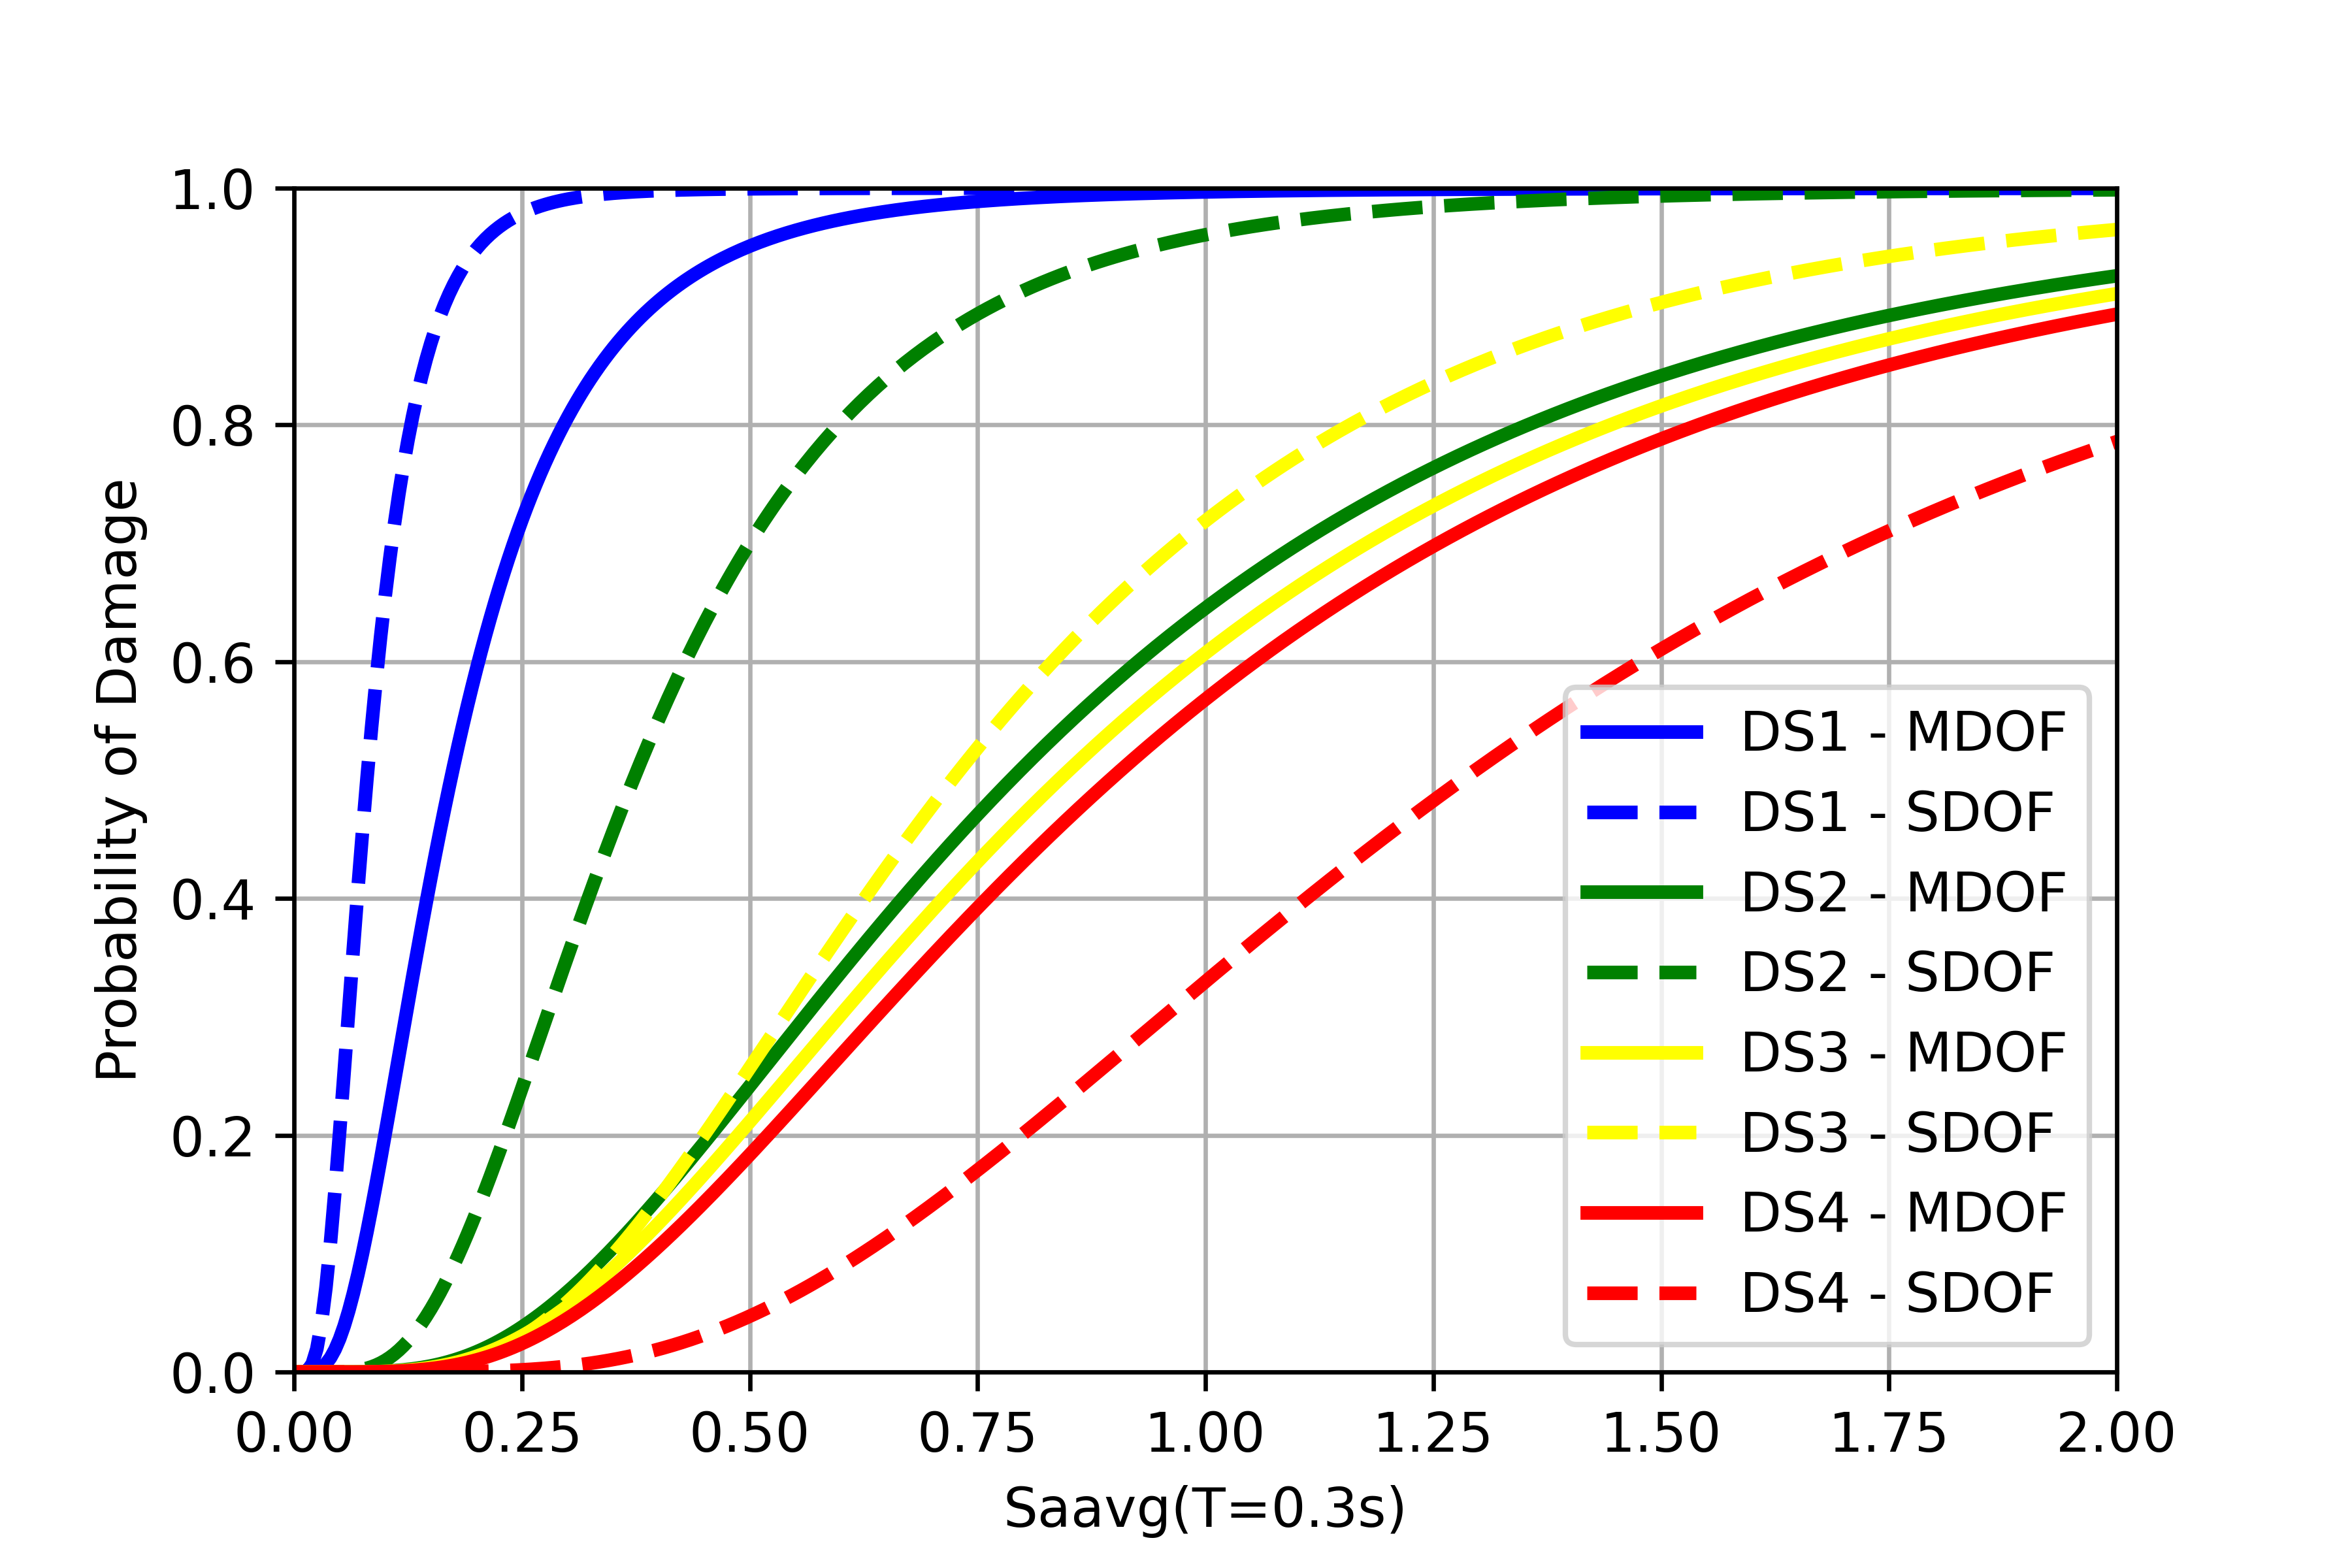 1.0
0.8
0.6
0.4
0.2
0.0
Probability of Damage
0.00 0.25 0.50 0.75 1.00 1.25 1.50 1.75 2.00
Saavg(T=0.3s)
DS1 - MDOF
DS1 - SDOF
DS2 - MDOF
DS2 - SDOF
DS3 - MDOF
DS3 - SDOF
DS4 - MDOF
DS4 - SDOF